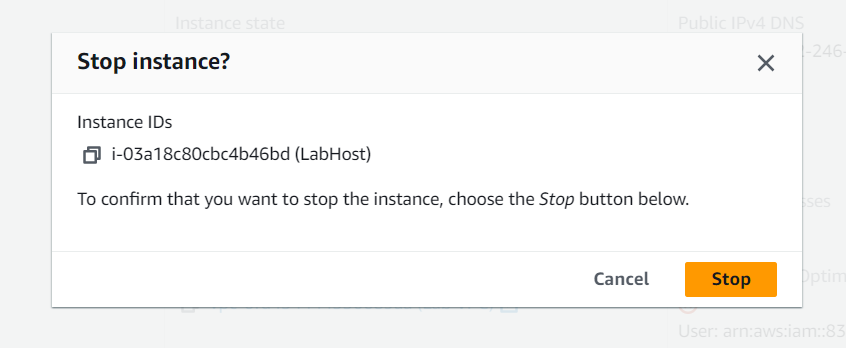 Instance state
Public IPv4 DNS
Stop instance?
2-246-
Instance IDs
i-03a18c80cbc4b46bd (LabHost)
To confirm that you want to stop the instance, choose the Stop button below.
sses
Cancel
Stop
Optim
User: arn:aws:iam::83